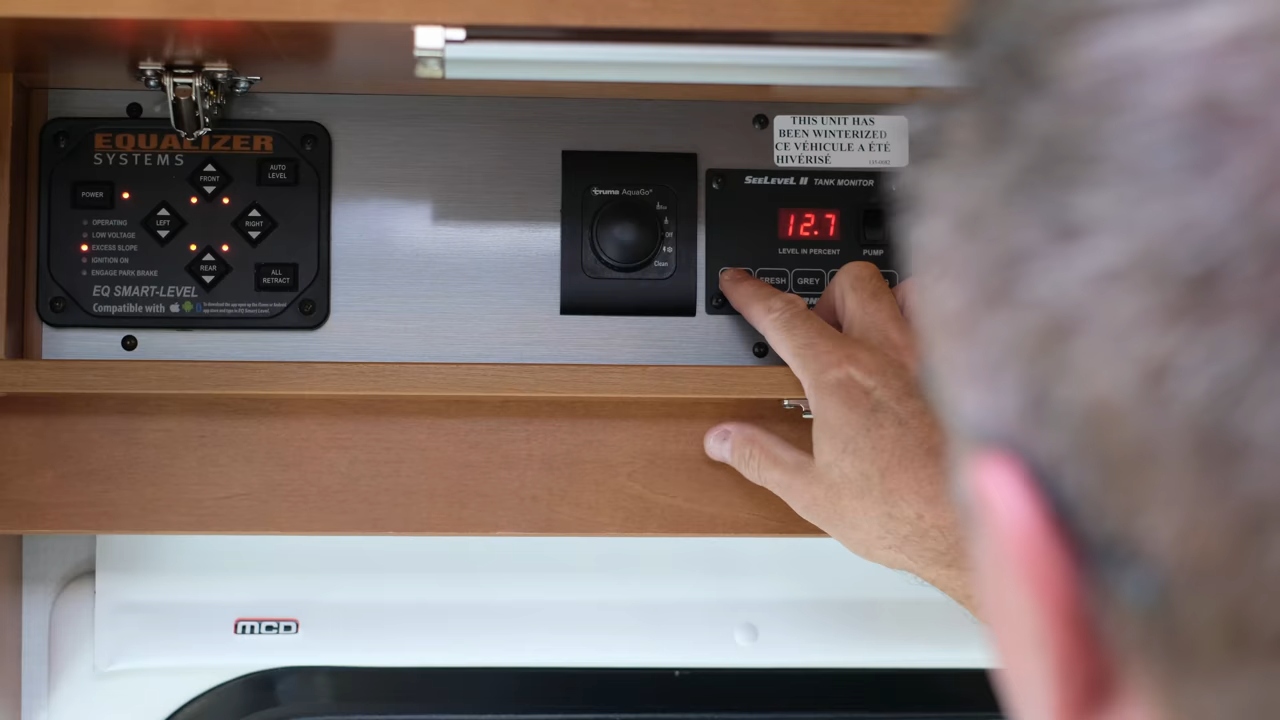 EQUALIZER
SYSTEMS
FRONT
AUTO
LEVEL
POWER
LEFT
RIGHT
OPERATING
LOW VOLTAGE
EXCESS SLOPE
IGNITION ON
ENGAGE PARK BRAKE
REAR
ALL
RETRACT
EQ SMART-LEVEL
Compatible with
truma AquaGo
Off
Clean
THIS UNIT HAS
BEEN WINTERIZED
CE VÉHICULE A ÉTÉ
HIVÉRISÉ
SEELEVEL II TANK MONITOR
12.7
LEVEL IN PERCENT
PUMP
FRESH
GREY
MCD